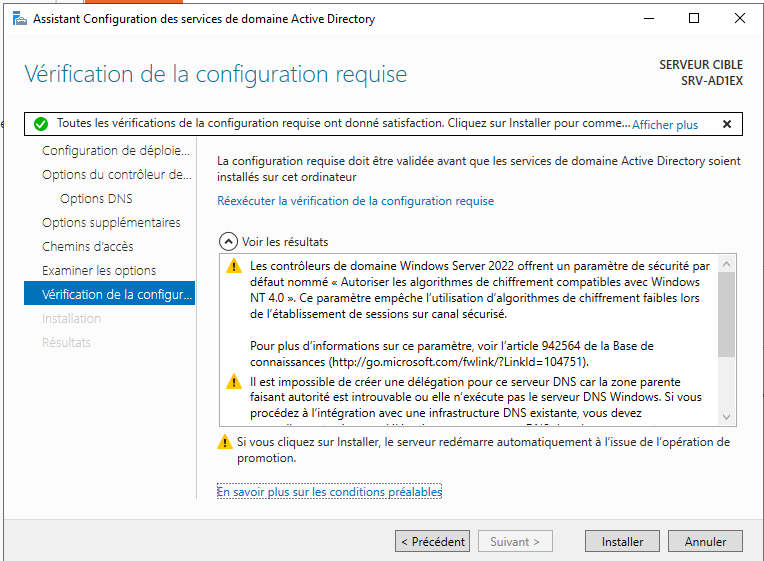 Assistant Configuration des services de domaine Active Directory
Vérification de la configuration requise
SERVEUR CIBLE
SRV-AD1EX
Toutes les vérifications de la configuration requise ont donné satisfaction. Cliquez sur Installer pour comme... Afficher plus
Configuration de déploie...
Options du contrôleur de...
Options DNS
Options supplémentaires
Chemins d'accès
Examiner les options
Vérification de la configur...
Installation
Résultats
La configuration requise doit être validée avant que les services de domaine Active Directory soient
installés sur cet ordinateur
Réexécuter la vérification de la configuration requise
Voir les résultats
Les contrôleurs de domaine Windows Server 2022 offrent un paramètre de sécurité par
défaut nommé « Autoriser les algorithmes de chiffrement compatibles avec Windows
NT 4.0 ». Ce paramètre empêche l'utilisation d'algorithmes de chiffrement faibles lors
de l'établissement de sessions sur canal sécurisé.
Pour plus d'informations sur ce paramètre, voir l'article 942564 de la Base de
connaissances (http://go.microsoft.com/fwlink/?LinkId=104751).
Il est impossible de créer une délégation pour ce serveur DNS car la zone parente
faisant autorité est introuvable ou elle n'exécute pas le serveur DNS Windows. Si vous
procédez à l'intégration avec une infrastructure DNS existante, vous devez
Si vous cliquez sur Installer, le serveur redémarre automatiquement à l'issue de l'opération de
promotion.
En savoir plus sur les conditions préalables
< Précédent
Suivant >
Installer
Annuler